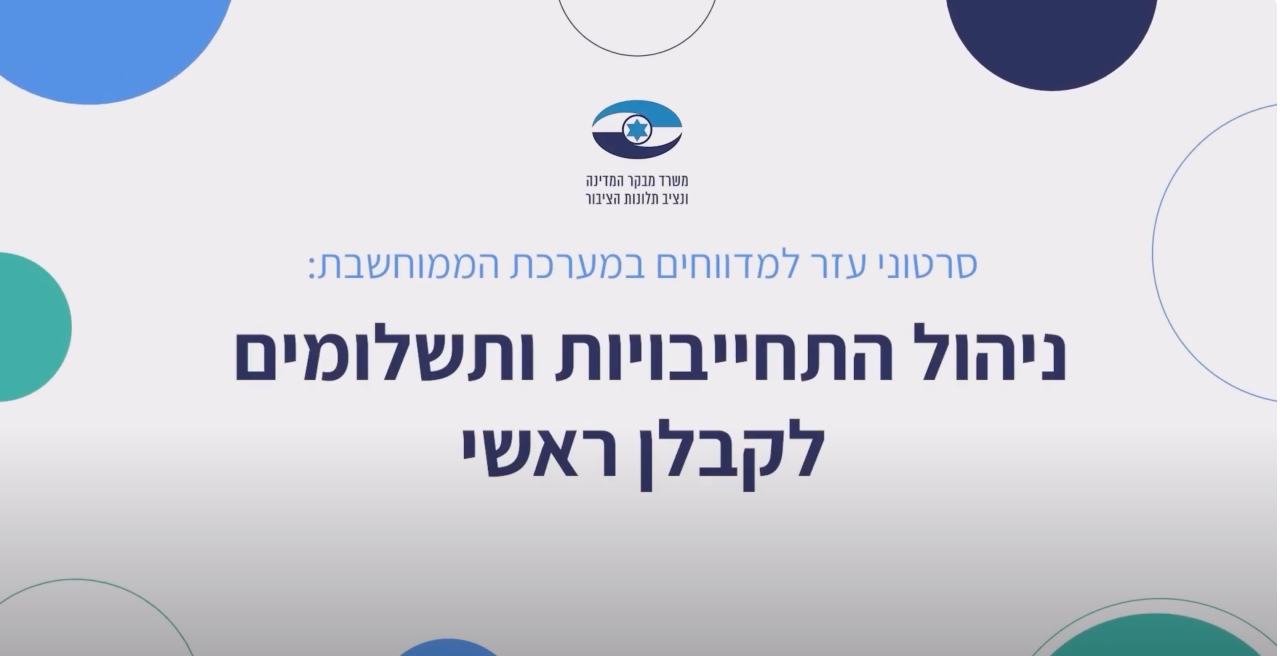 משרד מבקר המדינה
ונציב תלונות הציבור
סרטוני עזר למדווחים במערכת הממוחשבת:
ניהול התחייבויות ותשלומים
לקבלן ראשי